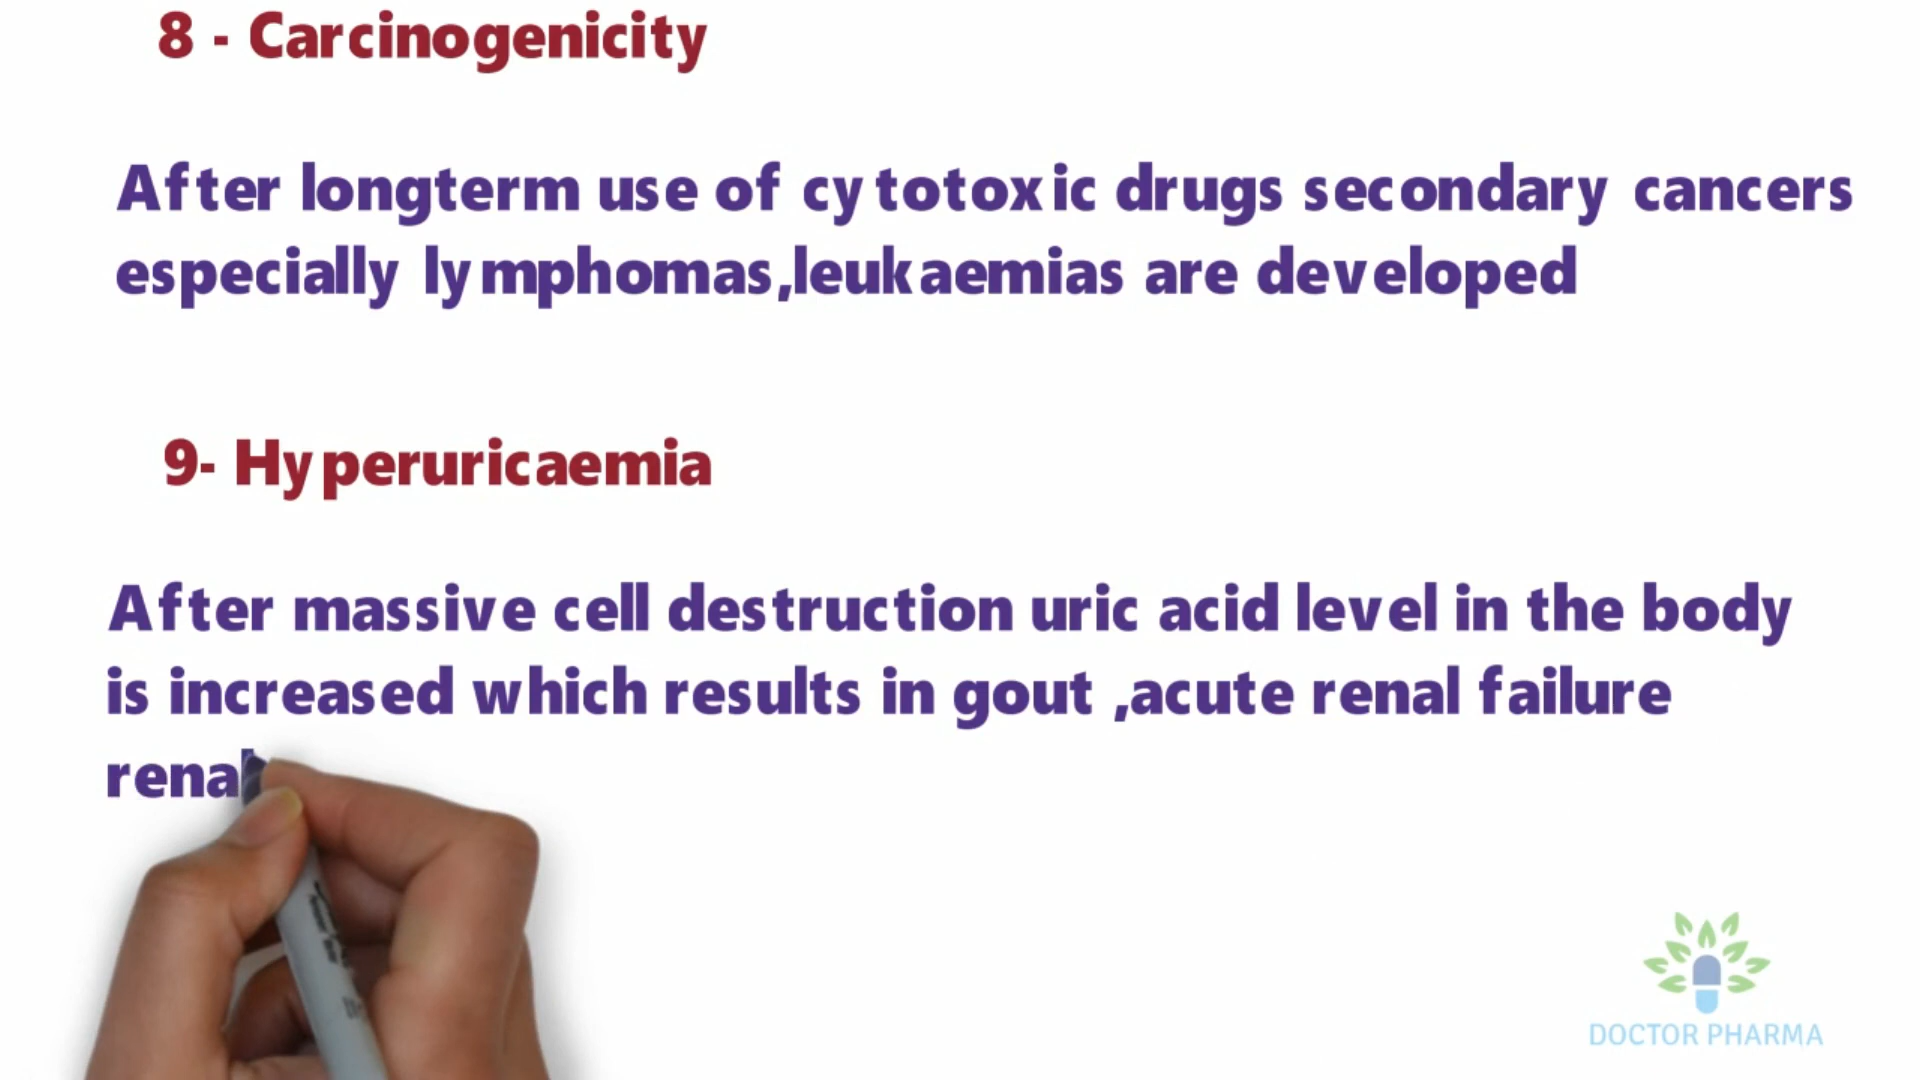 8 - Carcinogenicity
After longterm use of cytotoxic drugs secondary cancers
especially lymphomas,leukaemias are developed
9- Hyperuricaemia
After massive cell destruction uric acid level in the body
is increased which results in gout ,acute renal failure
renal
DOCTOR PHARMA